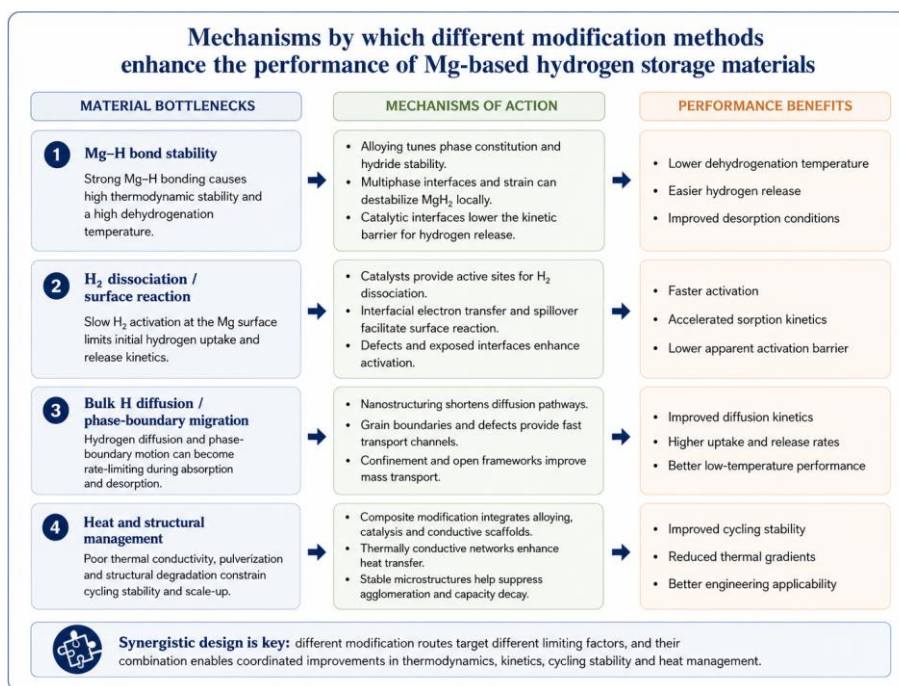 Mechanisms by which different modification methods
enhance the performance of Mg-based hydrogen storage materials
MATERIAL BOTTLENECKS
MECHANISMS OF ACTION
PERFORMANCE BENEFITS
1
Mg–H bond stability
Strong Mg–H bonding causes
high thermodynamic stability and
a high dehydrogenation
temperature.
• Alloying tunes phase constitution and
hydride stability.
• Multiphase interfaces and strain can
destabilize MgH₂ locally.
• Catalytic interfaces lower the kinetic
barrier for hydrogen release.
• Lower dehydrogenation temperature
• Easier hydrogen release
• Improved desorption conditions
2
H₂ dissociation /
surface reaction
Slow H₂ activation at the Mg surface
limits initial hydrogen uptake and
release kinetics.
• Catalysts provide active sites for H₂
dissociation.
• Interfacial electron transfer and spillover
facilitate surface reaction.
• Defects and exposed interfaces enhance
activation.
• Faster activation
• Accelerated sorption kinetics
• Lower apparent activation barrier
3
Bulk H diffusion /
phase-boundary migration
Hydrogen diffusion and phase-
boundary motion can become
rate-limiting during absorption
and desorption.
• Nanostructuring shortens diffusion pathways.
• Grain boundaries and defects provide fast
transport channels.
• Confinement and open frameworks improve
mass transport.
• Improved diffusion kinetics
• Higher uptake and release rates
• Better low-temperature performance
4
Heat and structural
management
Poor thermal conductivity, pulverization
and structural degradation constrain
cycling stability and scale-up.
• Composite modification integrates alloying,
catalysis and conductive scaffolds.
• Thermally conductive networks enhance
heat transfer.
• Stable microstructures help suppress
agglomeration and capacity decay.
• Improved cycling stability
• Reduced thermal gradients
• Better engineering applicability
Synergistic design is key: different modification routes target different limiting factors, and their
combination enables coordinated improvements in thermodynamics, kinetics, cycling stability and heat management.